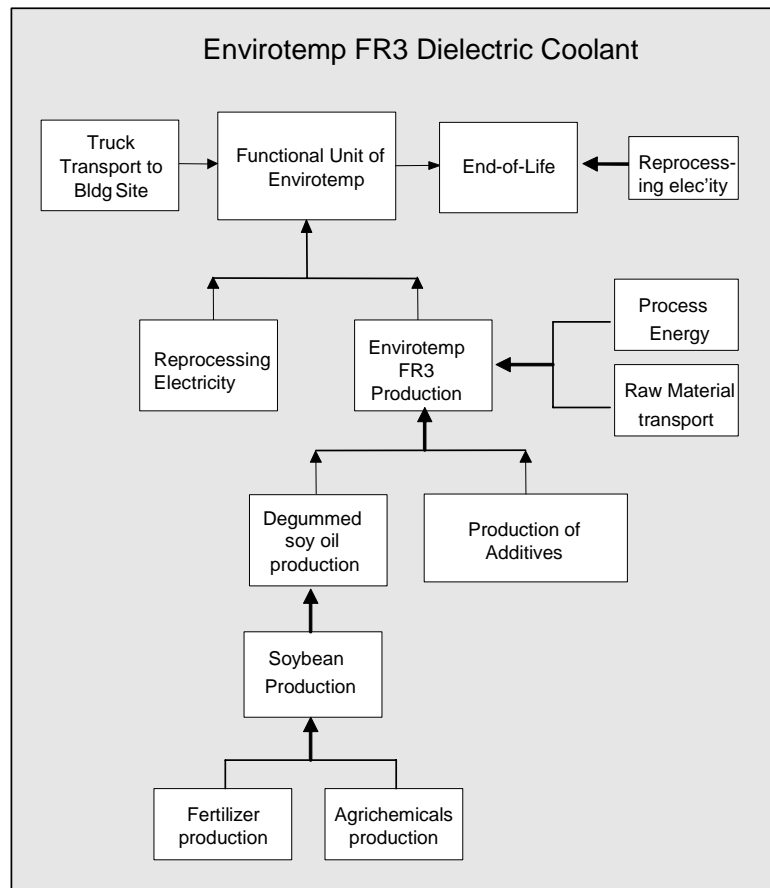 Envirotemp FR3 Dielectric Coolant
Truck
Transport to
Bldg Site
Functional Unit of
Envirotemp
End-of-Life
Reprocess-
ing elec'ity
Reprocessing
Electricity
Envirotemp
FR3
Production
Process
Energy
Raw Material
transport
Degummed
soy oil
production
Production of
Additives
Soybean
Production
Fertilizer
production
Agrichemicals
production